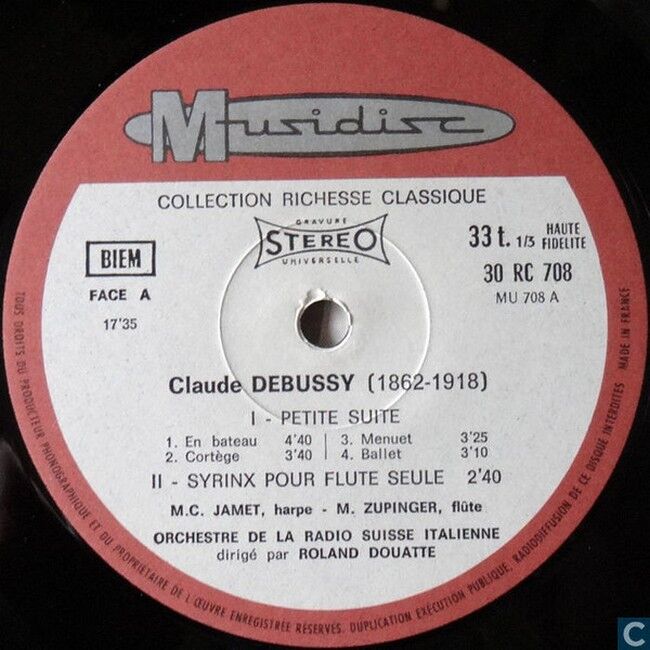 Musidisc
COLLECTION RICHESSE CLASSIQUE
GRAVURE
STEREO
UNIVERSELLE
BIEM
FACE A
17'35
33 t. 1/3 HAUTE FIDELITE
30 RC 708
MU 708 A
Claude DEBUSSY (1862-1918)
I - PETITE SUITE
1. En bateau 4'40 3. Menuet 3'25
2. Cortège 2'40 4. Ballet 3'10
II - SYRINX POUR FLUTE SEULE 2'40
M.C. JAMET, harpe - M. ZUPINGER, flûte
ORCHESTRE DE LA RADIO SUISSE ITALIENNE
dirigé par ROLAND DOUATTE
TOUS DROITS DU PRODUCTEUR PHONOGRAPHIQUE ET DU PROPRIETAIRE DE L'ŒUVRE ENREGISTRÉE RÉSERVÉS. DUPLICATION EXÉCUTION PUBLIQUE, RADIODIFFUSION DE CE DISQUE INTERDITES MADE IN FRANCE
C